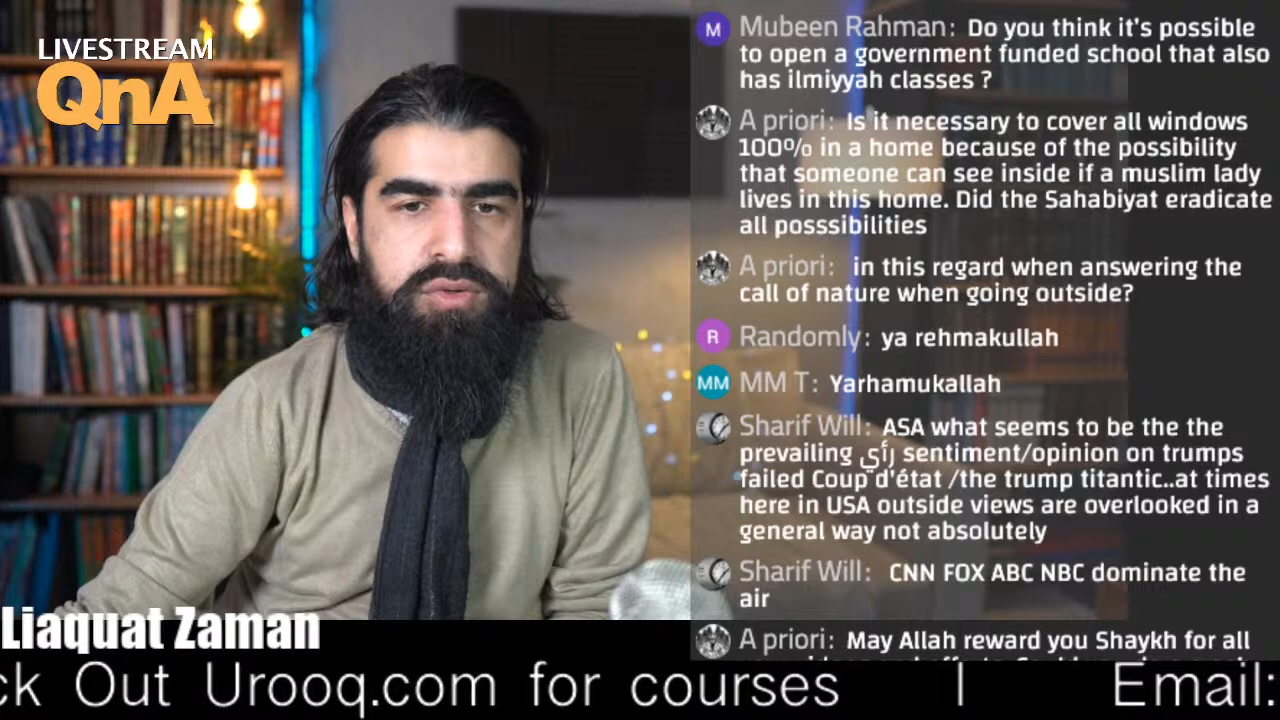 LIVESTREAM
QnA
M Mubeen Rahman: Do you think it's possible
to open a government funded school that also
has ilmiyyah classes ?
A priori: Is it necessary to cover all windows
100% in a home because of the possibility
that someone can see inside if a muslim lady
lives in this home. Did the Sahabiyat eradicate
all posssibilities
A priori: in this regard when answering the
call of nature when going outside?
R Randomly: ya rehmakullah
MM MM T: Yarhamukallah
Sharif Will: ASA what seems to be the the
prevailing رأي sentiment/opinion on trumps
failed Coup d'état /the trump titantic..at times
here in USA outside views are overlooked in a
general way not absolutely
Sharif Will: CNN FOX ABC NBC dominate the
air
A priori: May Allah reward you Shaykh for all
Liaquat Zaman
ck Out Urooq.com for courses | Email: